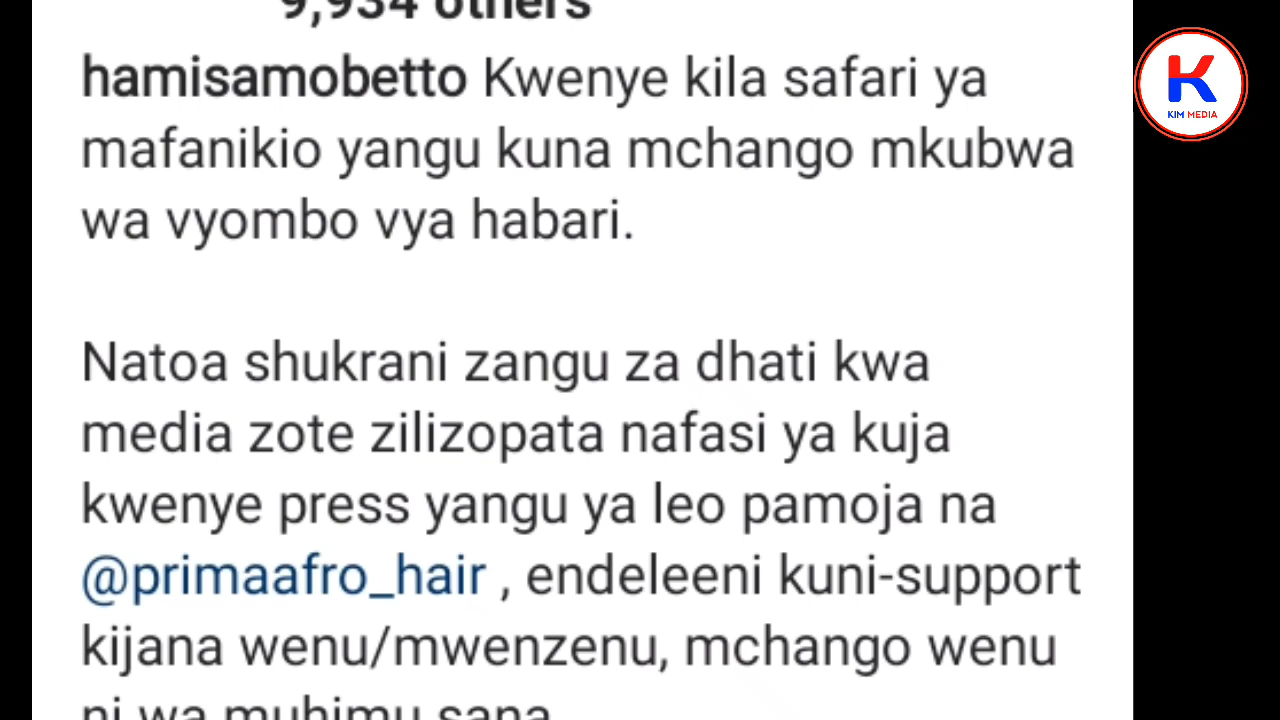 9,934 others
hamisamobetto Kwenye kila safari ya
mafanikio yangu kuna mchango mkubwa
wa vyombo vya habari.
Natoa shukrani zangu za dhati kwa
media zote zilizopata nafasi ya kuja
kwenye press yangu ya leo pamoja na
@primaafro_hair , endeleeni kuni-support
kijana wenu/mwenzenu, mchango wenu
ni wa muhimu sana
K
KIM MEDIA